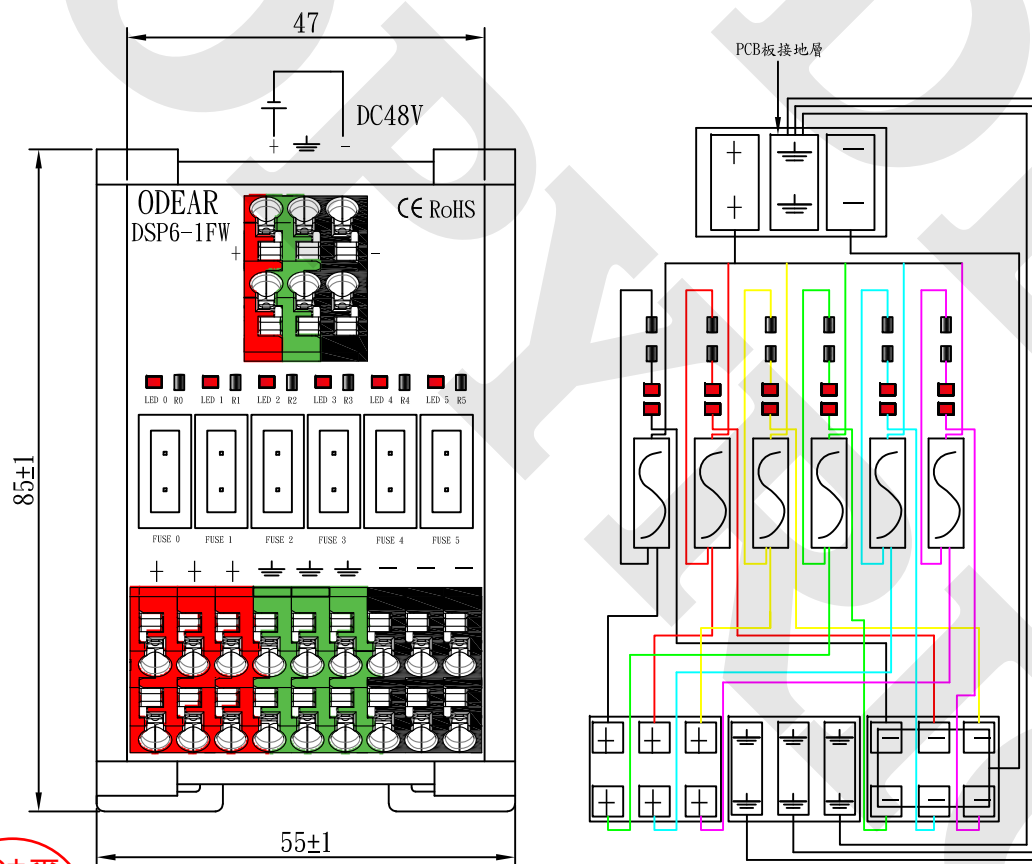 47
DC48V
+ ⏚ -
ODEAR
DSP6-1FW
CE RoHS
+ -
LED 0 R0 LED 1 R1 LED 2 R2 LED 3 R3 LED 4 R4 LED 5 R5
FUSE 0 FUSE 1 FUSE 2 FUSE 3 FUSE 4 FUSE 5
+ + + ⏚ ⏚ ⏚ - - -
85±1
55±1
PCB板接地層
+ ⏚ -
+ ⏚ -
+ + + ⏚ ⏚ ⏚ - - -
+ + + ⏚ ⏚ ⏚ - - -